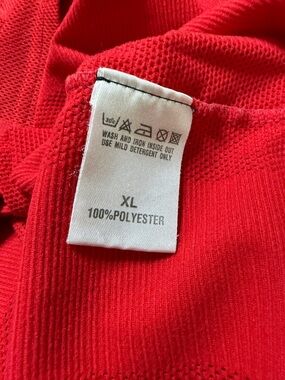 WASH AND IRON INSIDE OUT
USE MILD DETERGENT ONLY
XL
100%POLYESTER